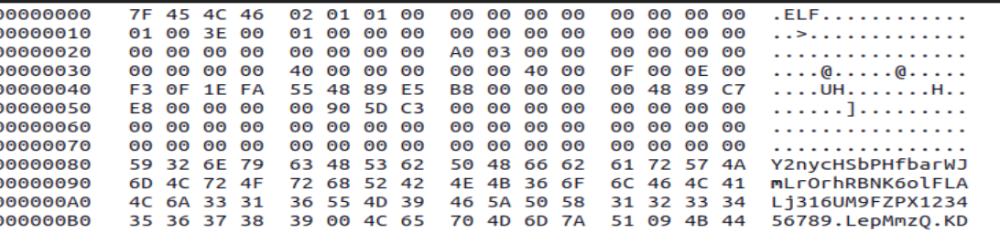 00000000 7F 45 4C 46 02 01 01 00 00 00 00 00 00 00 00 00 .ELF............
00000010 01 00 3E 00 01 00 00 00 00 00 00 00 00 00 00 00 ..>.............
00000020 00 00 00 00 00 00 00 00 A0 03 00 00 00 00 00 00 ................
00000030 00 00 00 00 40 00 00 00 00 00 40 00 0F 00 0E 00 ....@.....@.....
00000040 F3 0F 1E FA 55 48 89 E5 B8 00 00 00 00 48 89 C7 ....UH.......H..
00000050 E8 00 00 00 00 90 5D C3 00 00 00 00 00 00 00 00 ......].........
00000060 00 00 00 00 00 00 00 00 00 00 00 00 00 00 00 00 ................
00000070 00 00 00 00 00 00 00 00 00 00 00 00 00 00 00 00 ................
00000080 59 32 6E 79 63 48 53 62 50 48 66 62 61 72 57 4A Y2nycHSbPHfbarWJ
00000090 6D 4C 72 4F 72 68 52 42 4E 4B 36 6F 6C 46 4C 41 mLrOrhRBNK6olFLA
000000A0 4C 6A 33 31 36 55 4D 39 46 5A 50 58 31 32 33 34 Lj316UM9FZPX1234
000000B0 35 36 37 38 39 00 4C 65 70 4D 6D 7A 51 09 4B 44 56789.LepMmzQ.KD